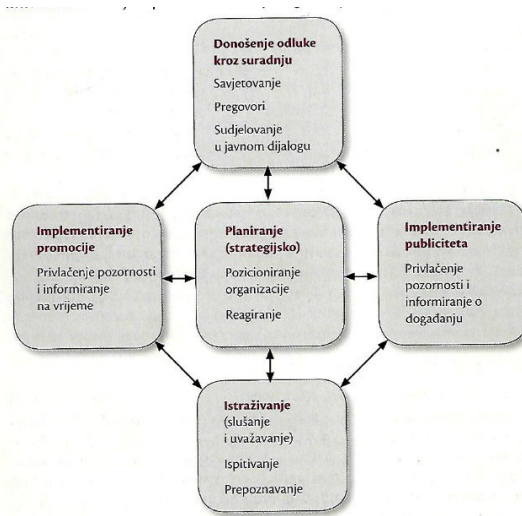 Donošenje odluke
kroz suradnju
Savjetovanje
Pregovori
Sudjelovanje
u javnom dijalogu
Implementiranje
promocije
Privlačenje pozornosti
i informiranje
na vrijeme
Planiranje
(strategijsko)
Pozicioniranje
organizacije
Reagiranje
Implementiranje
publiciteta
Privlačenje
pozornosti i
informiranje o
događanju
Istraživanje
(slušanje
i uvažavanje)
Ispitivanje
Prepoznavanje